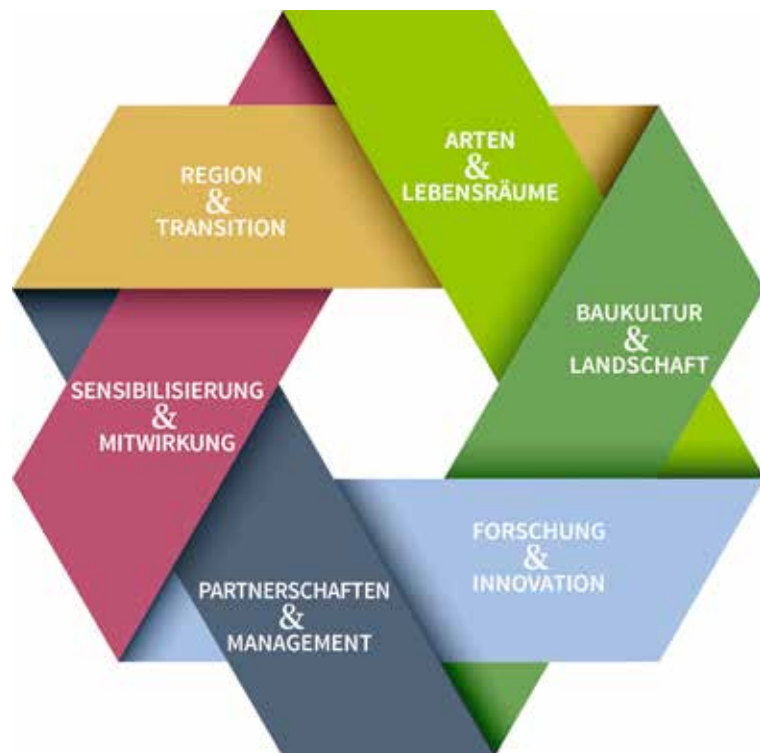 ARTEN
&
LEBENSRÄUME
REGION
&
TRANSITION
BAUKULTUR
&
LANDSCHAFT
SENSIBILISIERUNG
&
MITWIRKUNG
FORSCHUNG
&
INNOVATION
PARTNERSCHAFTEN
&
MANAGEMENT